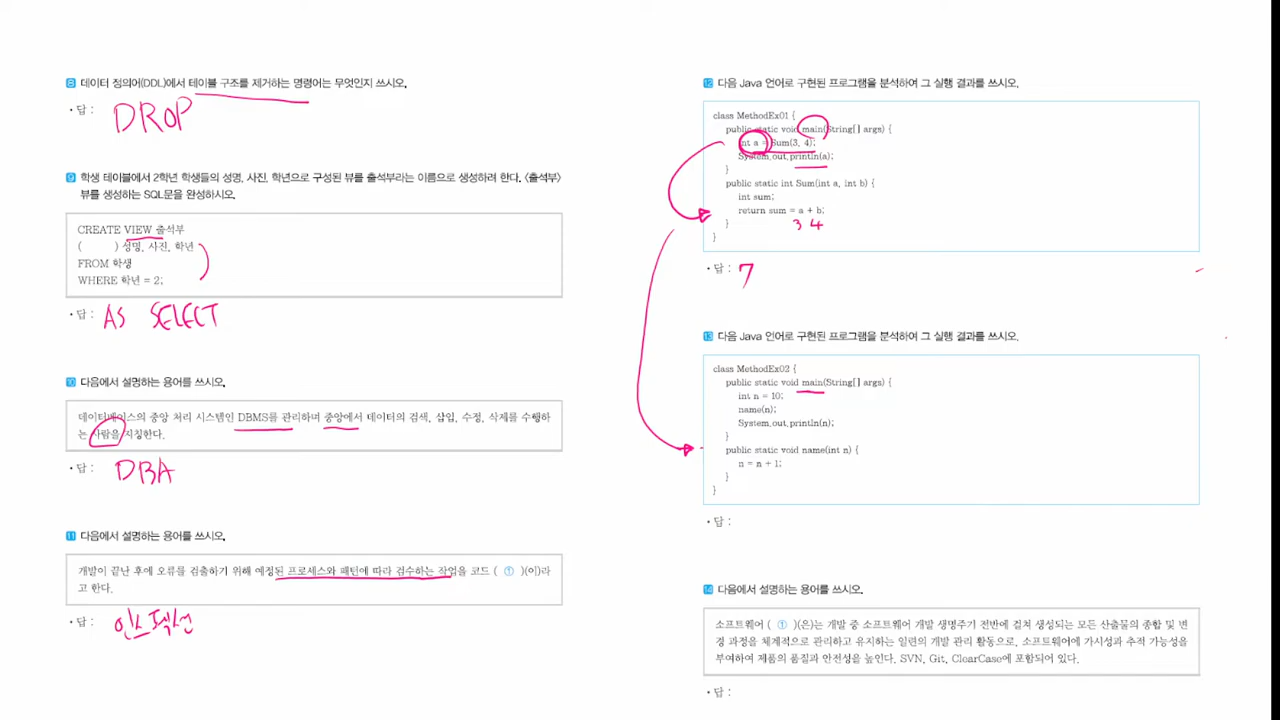 8 데이터 정의어(DDL)에서 테이블 구조를 제거하는 명령어는 무엇인지 쓰시오.
• 답 : DROP
9 학생 테이블에서 2학년 학생들의 성명, 사진, 학년으로 구성된 뷰를 출석부라는 이름으로 생성하려 한다. 〈출석부〉
뷰를 생성하는 SQL문을 완성하시오.
CREATE VIEW 출석부
( ) 성명, 사진, 학년
FROM 학생
WHERE 학년 = 2;
• 답 : AS SELECT
10 다음에서 설명하는 용어를 쓰시오.
데이터베이스의 중앙 처리 시스템인 DBMS를 관리하며 중앙에서 데이터의 검색, 삽입, 수정, 삭제를 수행하
는 사람을 지칭한다.
• 답 : DBA
11 다음에서 설명하는 용어를 쓰시오.
개발이 끝난 후에 오류를 검출하기 위해 예정된 프로세스와 패턴에 따라 검수하는 작업을 코드 ( ① )(이)라
고 한다.
• 답 : 인스펙션
12 다음 Java 언어로 구현된 프로그램을 분석하여 그 실행 결과를 쓰시오.
class MethodEx01 {
public static void main(String[] args) {
int a = Sum(3, 4);
System.out.println(a);
}
public static int Sum(int a, int b) {
int sum;
return sum = a + b;
} 3 4
}
• 답 : 7
13 다음 Java 언어로 구현된 프로그램을 분석하여 그 실행 결과를 쓰시오.
class MethodEx02 {
public static void main(String[] args) {
int n = 10;
name(n);
System.out.println(n);
}
public static void name(int n) {
n = n + 1;
}
}
• 답 :
14 다음에서 설명하는 용어를 쓰시오.
소프트웨어 ( ① )(은)는 개발 중 소프트웨어 개발 생명주기 전반에 걸쳐 생성되는 모든 산출물의 종합 및 변
경 과정을 체계적으로 관리하고 유지하는 일련의 개발 관리 활동으로, 소프트웨어에 가시성과 추적 가능성을
부여하여 제품의 품질과 안전성을 높인다. SVN, Git, ClearCase에 포함되어 있다.
• 답 :